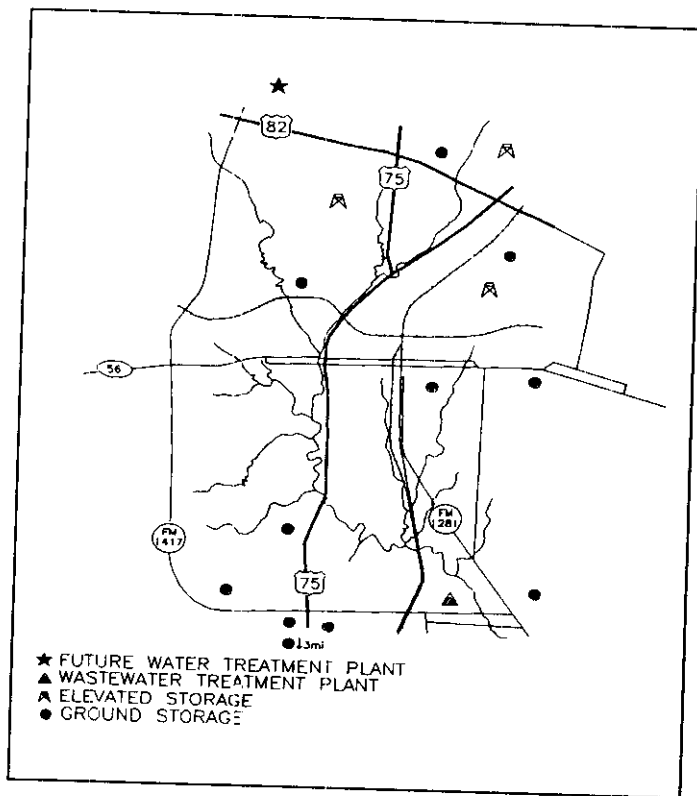 82
75
56
FM
1281
FM
1417
75
↓3mi
FUTURE WATER TREATMENT PLANT
WASTEWATER TREATMENT PLANT
ELEVATED STORAGE
GROUND STORAGE